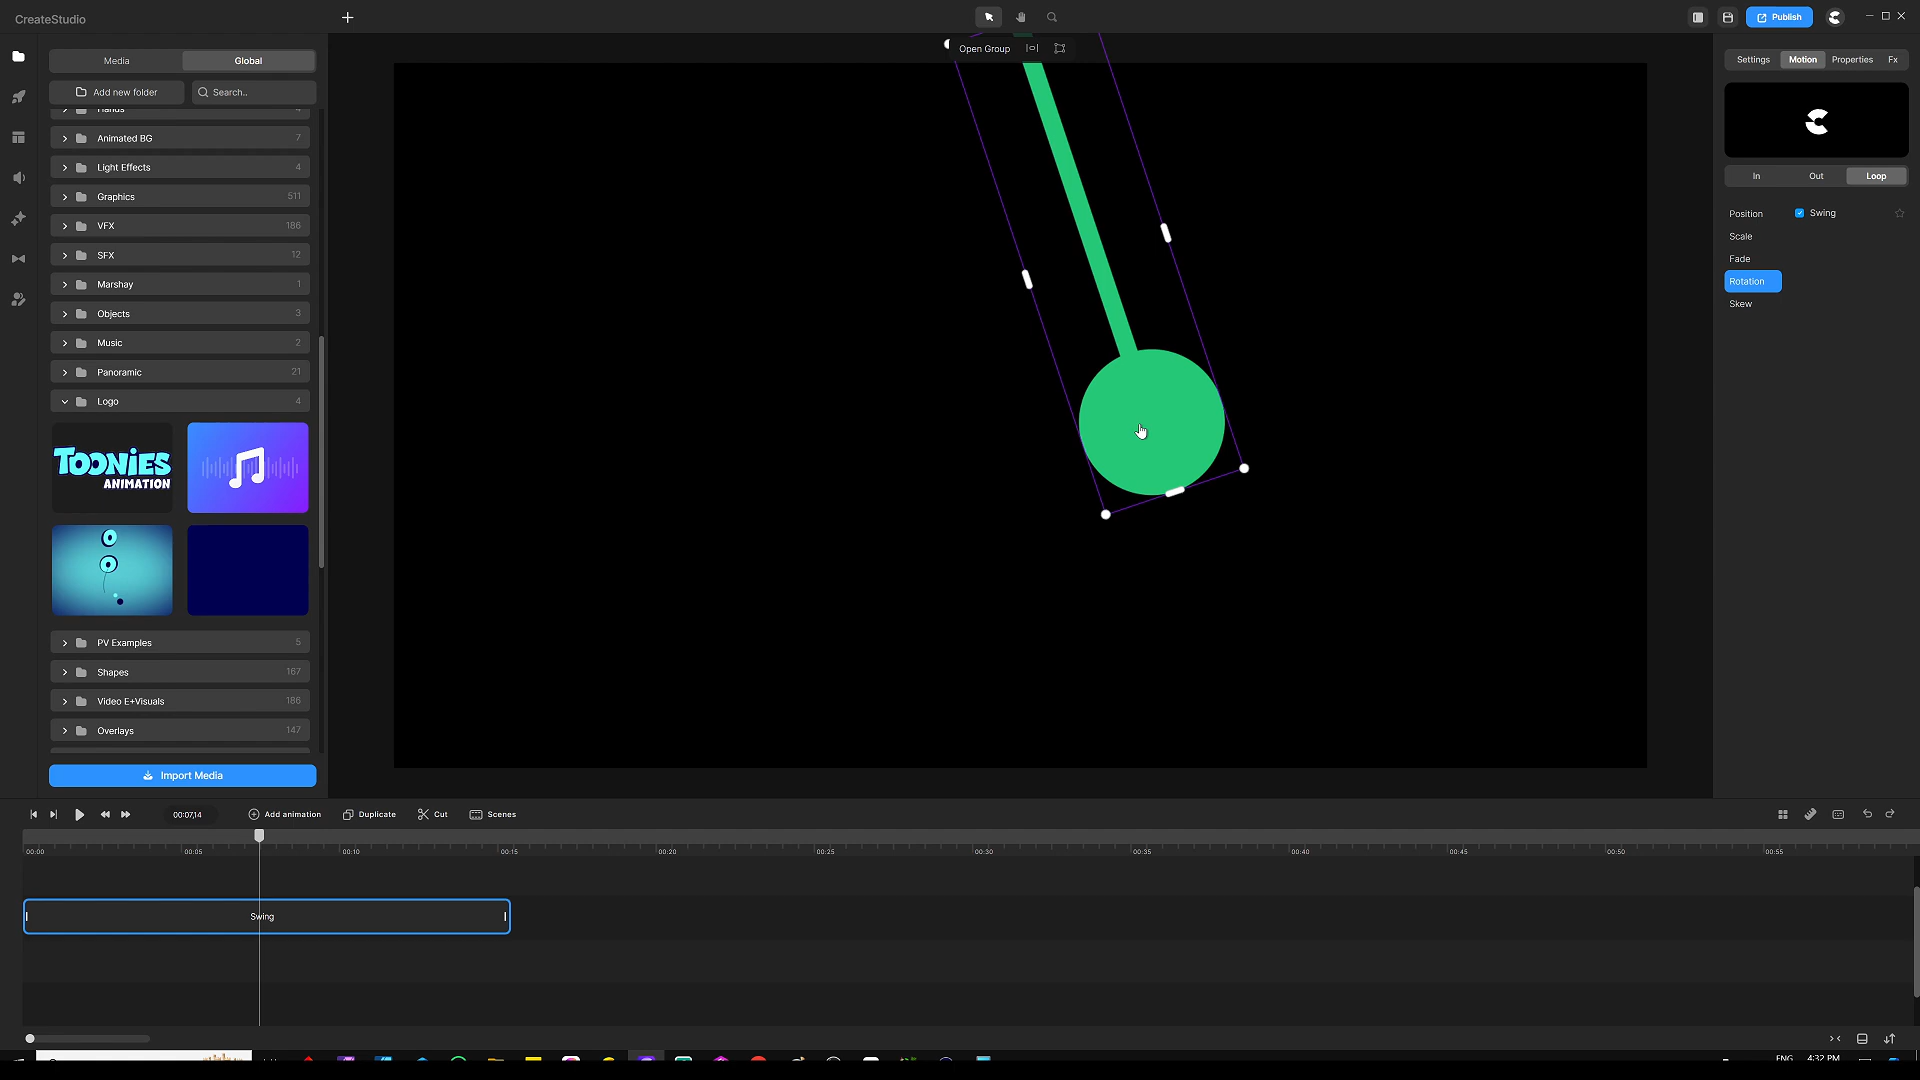 CreateStudio
Publish
Media
Global
Open Group
Settings
Motion
Properties
Fx
Add new folder
Search..
Hands
4
Animated BG
7
Light Effects
4
Graphics
511
VFX
186
SFX
12
Marshay
1
Objects
3
Music
2
Panoramic
21
Logo
4
TOONIES
ANIMATION
PV Examples
5
Shapes
167
Video E+Visuals
186
Overlays
147
Import Media
In
Out
Loop
Position
Swing
Scale
Fade
Rotation
Skew
00:07,14
Add animation
Duplicate
Cut
Scenes
00:00
00:05
00:10
00:15
00:20
00:25
00:30
00:35
00:40
00:45
00:50
00:55
Swing
ENG
4:32 PM